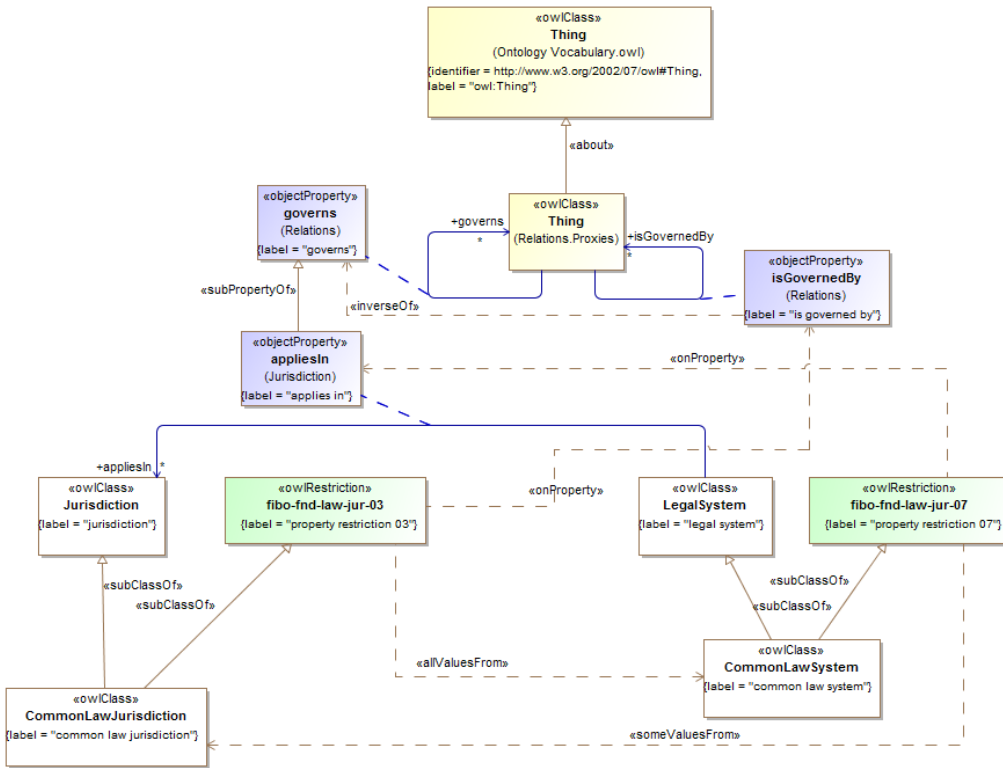 «owlClass»
Thing
(Ontology Vocabulary.owl)
{identifier = http://www.w3.org/2002/07/owl#Thing,
label = "owl:Thing"}
«about»
«objectProperty»
governs
(Relations)
{label = "governs"}
+governs
*
«owlClass»
Thing
(Relations.Proxies)
+isGovernedBy
*
«objectProperty»
isGovernedBy
(Relations)
{label = "is governed by"}
«subPropertyOf»
«inverseOf»
«objectProperty»
appliesIn
(Jurisdiction)
{label = "applies in"}
«onProperty»
+appliesIn
*
«onProperty»
«owlClass»
Jurisdiction
{label = "jurisdiction"}
«owlRestriction»
fibo-fnd-law-jur-03
{label = "property restriction 03"}
«owlClass»
LegalSystem
{label = "legal system"}
«owlRestriction»
fibo-fnd-law-jur-07
{label = "property restriction 07"}
«subClassOf»
«subClassOf»
«subClassOf»
«subClassOf»
«allValuesFrom»
«owlClass»
CommonLawSystem
{label = "common law system"}
«owlClass»
CommonLawJurisdiction
{label = "common law jurisdiction"}
«someValuesFrom»